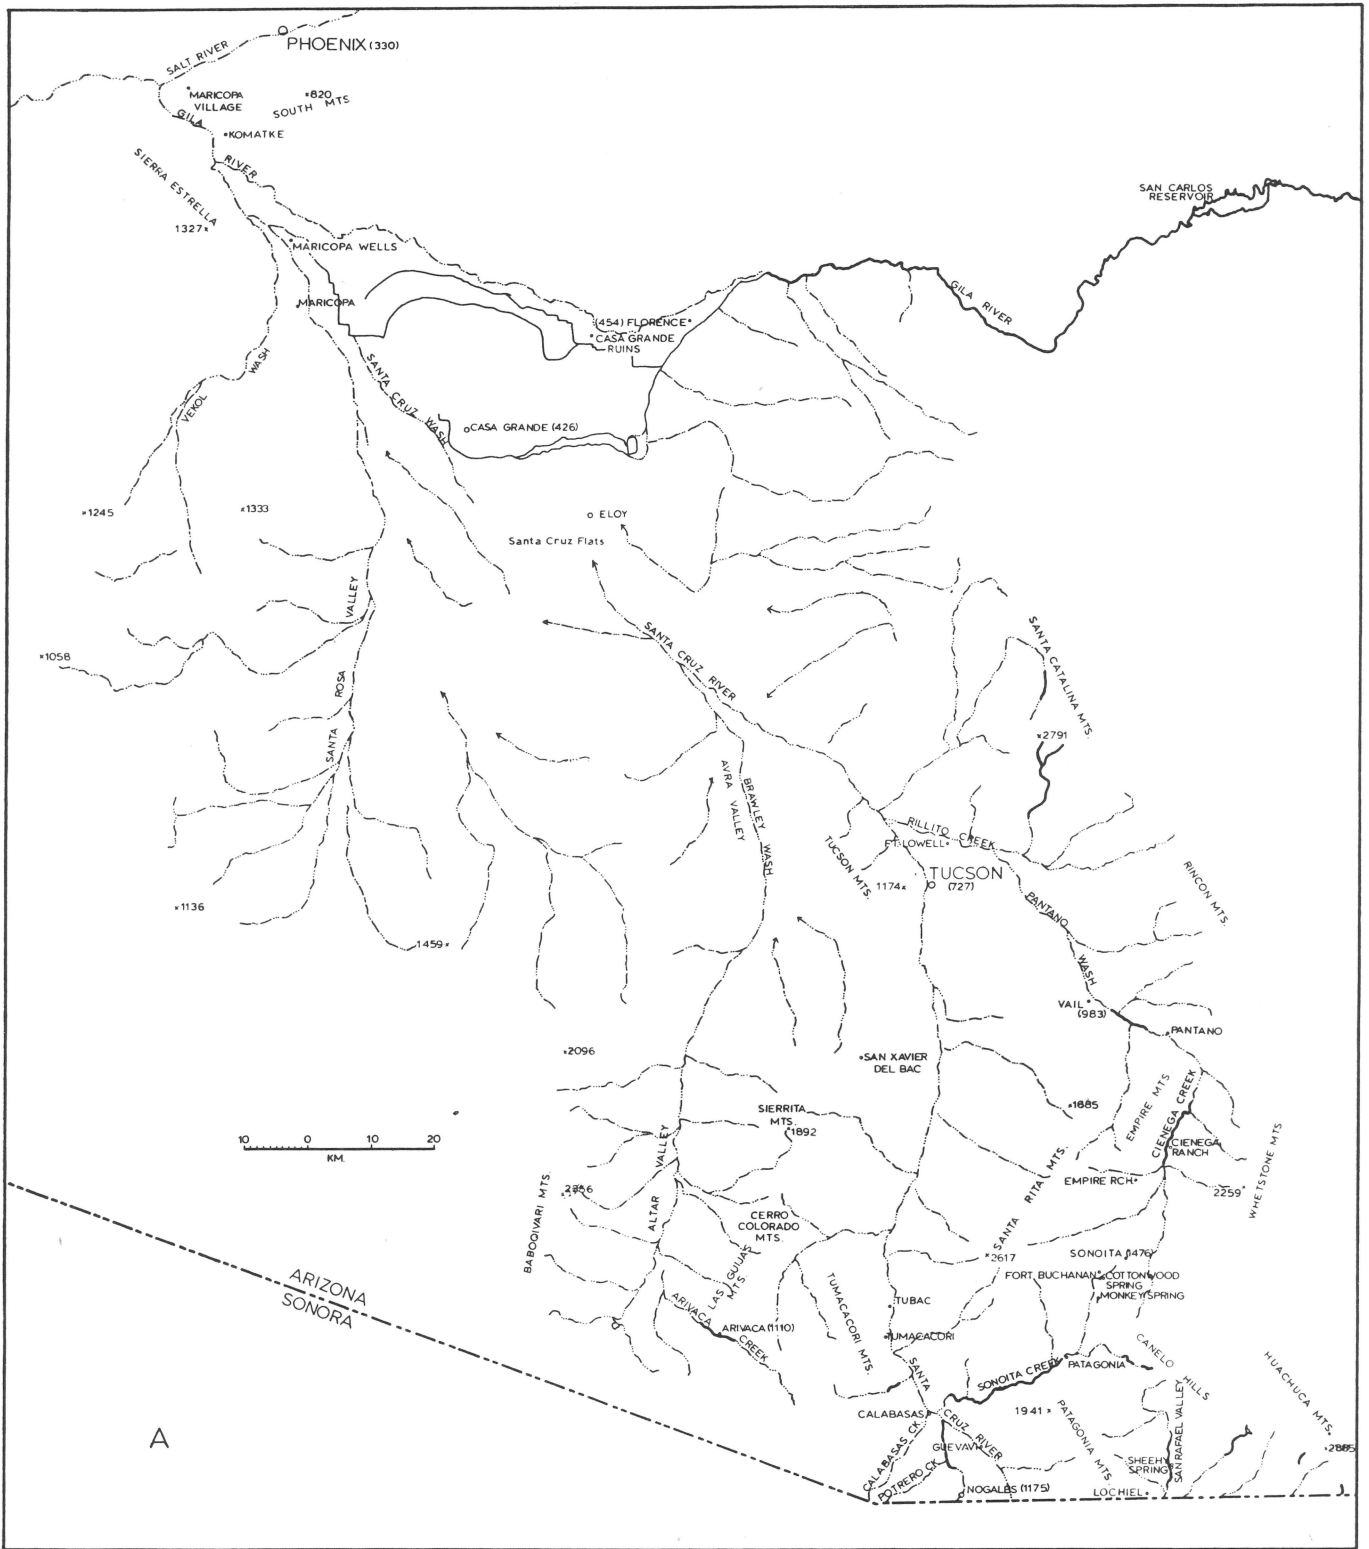 PHOENIX (330)
SALT RIVER
MARICOPA
VILLAGE
×820
SOUTH MTS.
GILA
RIVER
KOMATKE
SIERRA ESTRELLA
1327×
SAN CARLOS
RESERVOIR
MARICOPA WELLS
GILA RIVER
MARICOPA
(454) FLORENCE
CASA GRANDE
RUINS
VEKOL
WASH
SANTA CRUZ WASH
CASA GRANDE (426)
×1245
×1333
ELOY
Santa Cruz Flats
SANTA CRUZ RIVER
SANTA CATALINA MTS.
×1058
SANTA ROSA VALLEY
×2791
AVRA VALLEY
BRAWLEY WASH
TUCSON MTS.
RILLITO CREEK
FT. LOWELL
TUCSON
(727)
1174×
RINCON MTS.
×1136
PANTANO WASH
1459×
VAIL
(983)
PANTANO
×2096
SAN XAVIER
DEL BAC
×1885
EMPIRE MTS
CIENEGA CREEK
SIERRITA
MTS.
×1892
10 0 10 20
KM.
CIENEGA
RANCH
WHETSTONE MTS
EMPIRE RCH
2259×
BABOQIVARI MTS.
2256
ALTAR VALLEY
CERRO
COLORADO
MTS.
SANTA RITA MTS.
×2617
SONOITA (1476)
ARIZONA
SONORA
LAS GUIJAS
MTS
FORT BUCHANAN
COTTONWOOD
SPRING
MONKEY SPRING
TUMACACORI MTS.
TUBAC
ARIVACA CREEK
ARIVACA (1110)
TUMACACORI
SONOITA CREEK
PATAGONIA
CANELO HILLS
HUACHUCA MTS.
SANTA CRUZ RIVER
CALABASAS
1941×
PATAGONIA MTS.
SAN RAFAEL VALLEY
A
CALABASAS CK.
GUEVAVI
POTRERO CK.
SHEEHY
SPRING
×2885
NOGALES (1175)
LOCHIEL